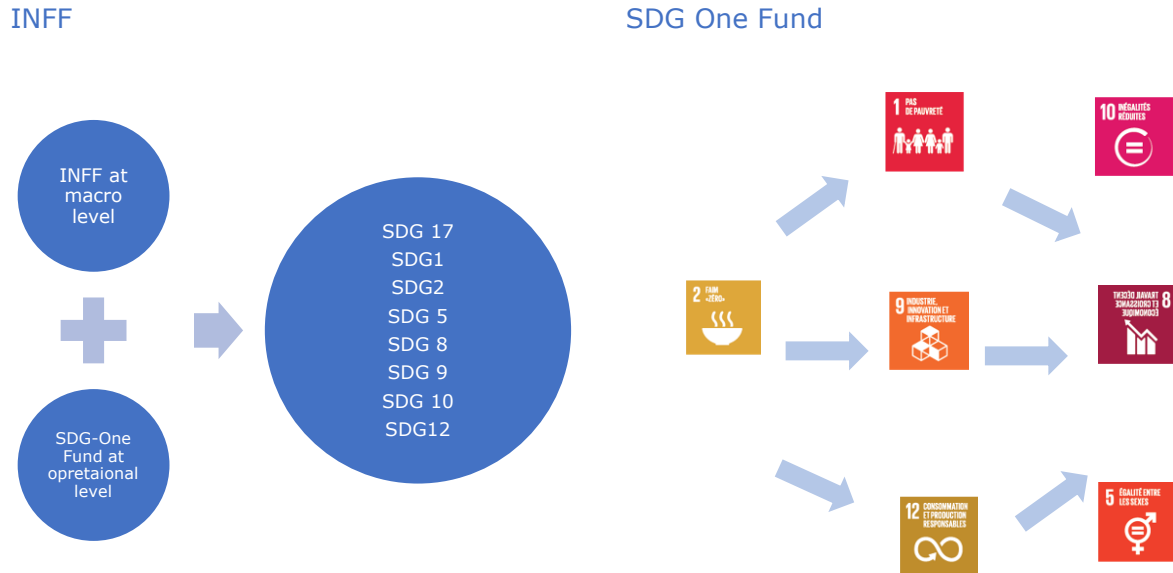 INFF
INFF at
macro
level
SDG-One
Fund at
opretaional
level
SDG 17
SDG1
SDG2
SDG 5
SDG 8
SDG 9
SDG 10
SDG12
SDG One Fund
2 FAIM
«ZÉRO»
1 PAS
DE PAUVRETÉ
9 INDUSTRIE,
INNOVATION ET
INFRASTRUCTURE
12 CONSOMMATION
ET PRODUCTION
RESPONSABLES
10 INÉGALITÉS
RÉDUITES
8 TRAVAIL DÉCENT
ET CROISSANCE
ÉCONOMIQUE
5 ÉGALITÉ ENTRE
LES SEXES